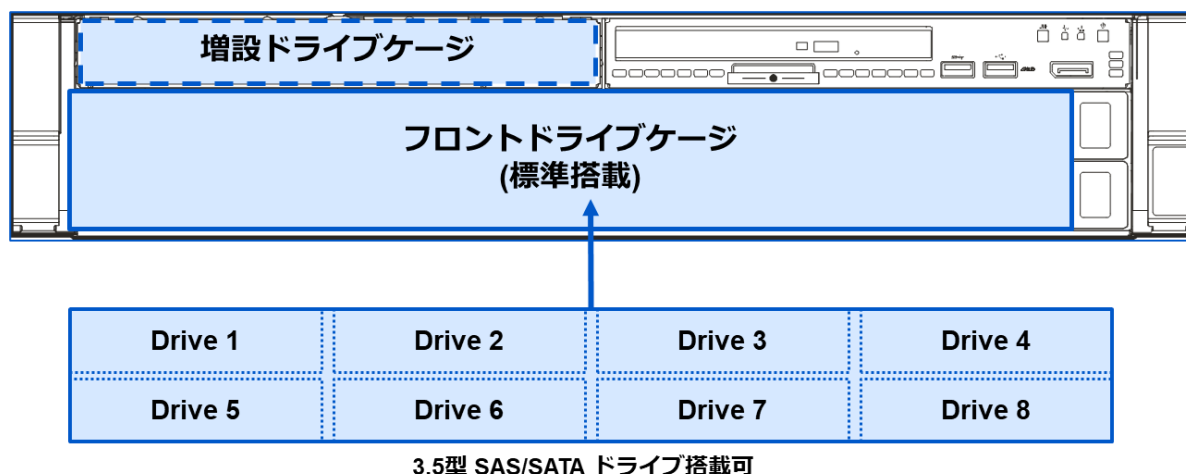 増設ドライブケージ
フロントドライブケージ
(標準搭載)
Drive 1 Drive 2 Drive 3 Drive 4
Drive 5 Drive 6 Drive 7 Drive 8
3.5型 SAS/SATA ドライブ搭載可